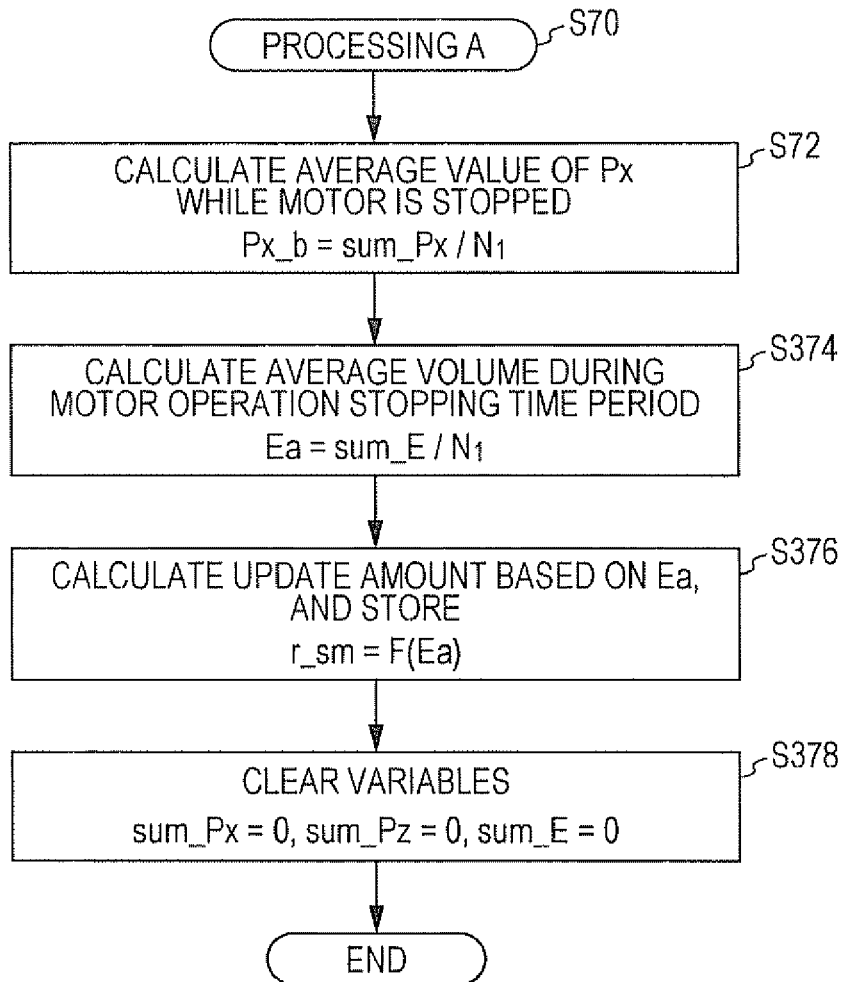 PROCESSING A
S70
S72
CALCULATE AVERAGE VALUE OF Px
WHILE MOTOR IS STOPPED
Px_b = sum_Px / N1
S374
CALCULATE AVERAGE VOLUME DURING
MOTOR OPERATION STOPPING TIME PERIOD
Ea = sum_E / N1
S376
CALCULATE UPDATE AMOUNT BASED ON Ea,
AND STORE
r_sm = F(Ea)
S378
CLEAR VARIABLES
sum_Px = 0, sum_Pz = 0, sum_E = 0
END